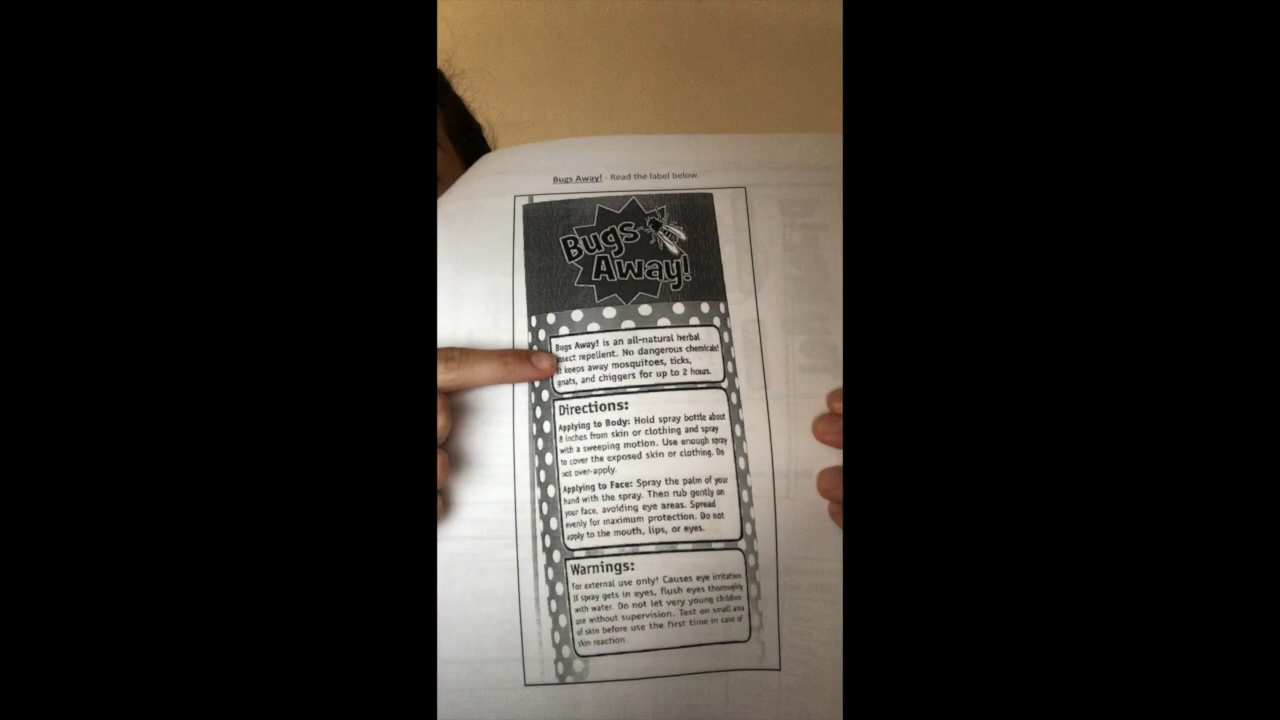 Bugs Away! - Read the label below.
Bugs
Away!
Bugs Away! is an all-natural herbal
insect repellent. No dangerous chemicals!
It keeps away mosquitoes, ticks,
gnats, and chiggers for up to 2 hours.
Directions:
Applying to Body: Hold spray bottle about
8 inches from skin or clothing and spray
with a sweeping motion. Use enough spray
to cover the exposed skin or clothing. Do
not over-apply.
Applying to Face: Spray the palm of your
hand with the spray. Then rub gently on
your face, avoiding eye areas. Spread
evenly for maximum protection. Do not
apply to the mouth, lips, or eyes.
Warnings:
For external use only! Causes eye irritation
If spray gets in eyes, flush eyes thoroughly
with water. Do not let very young children
use without supervision. Test on small area
of skin before use the first time in case of
skin reaction.